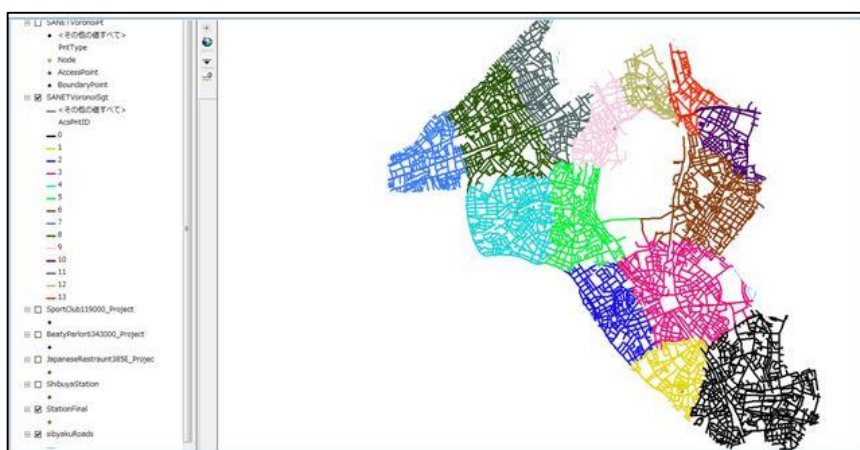 SANETVoronoiPt
<その他の値すべて>
PntType
Node
AccessPoint
BoundaryPoint
SANETVoronoiSgt
<その他の値すべて>
AcsPntID
0
1
2
3
4
5
6
7
8
9
10
11
12
13
SportClub119000_Project
BeatyParlor6343000_Project
JapaneseRestraunt385E_Projec
ShibuyaStation
StationFinal
sibyakuRoads